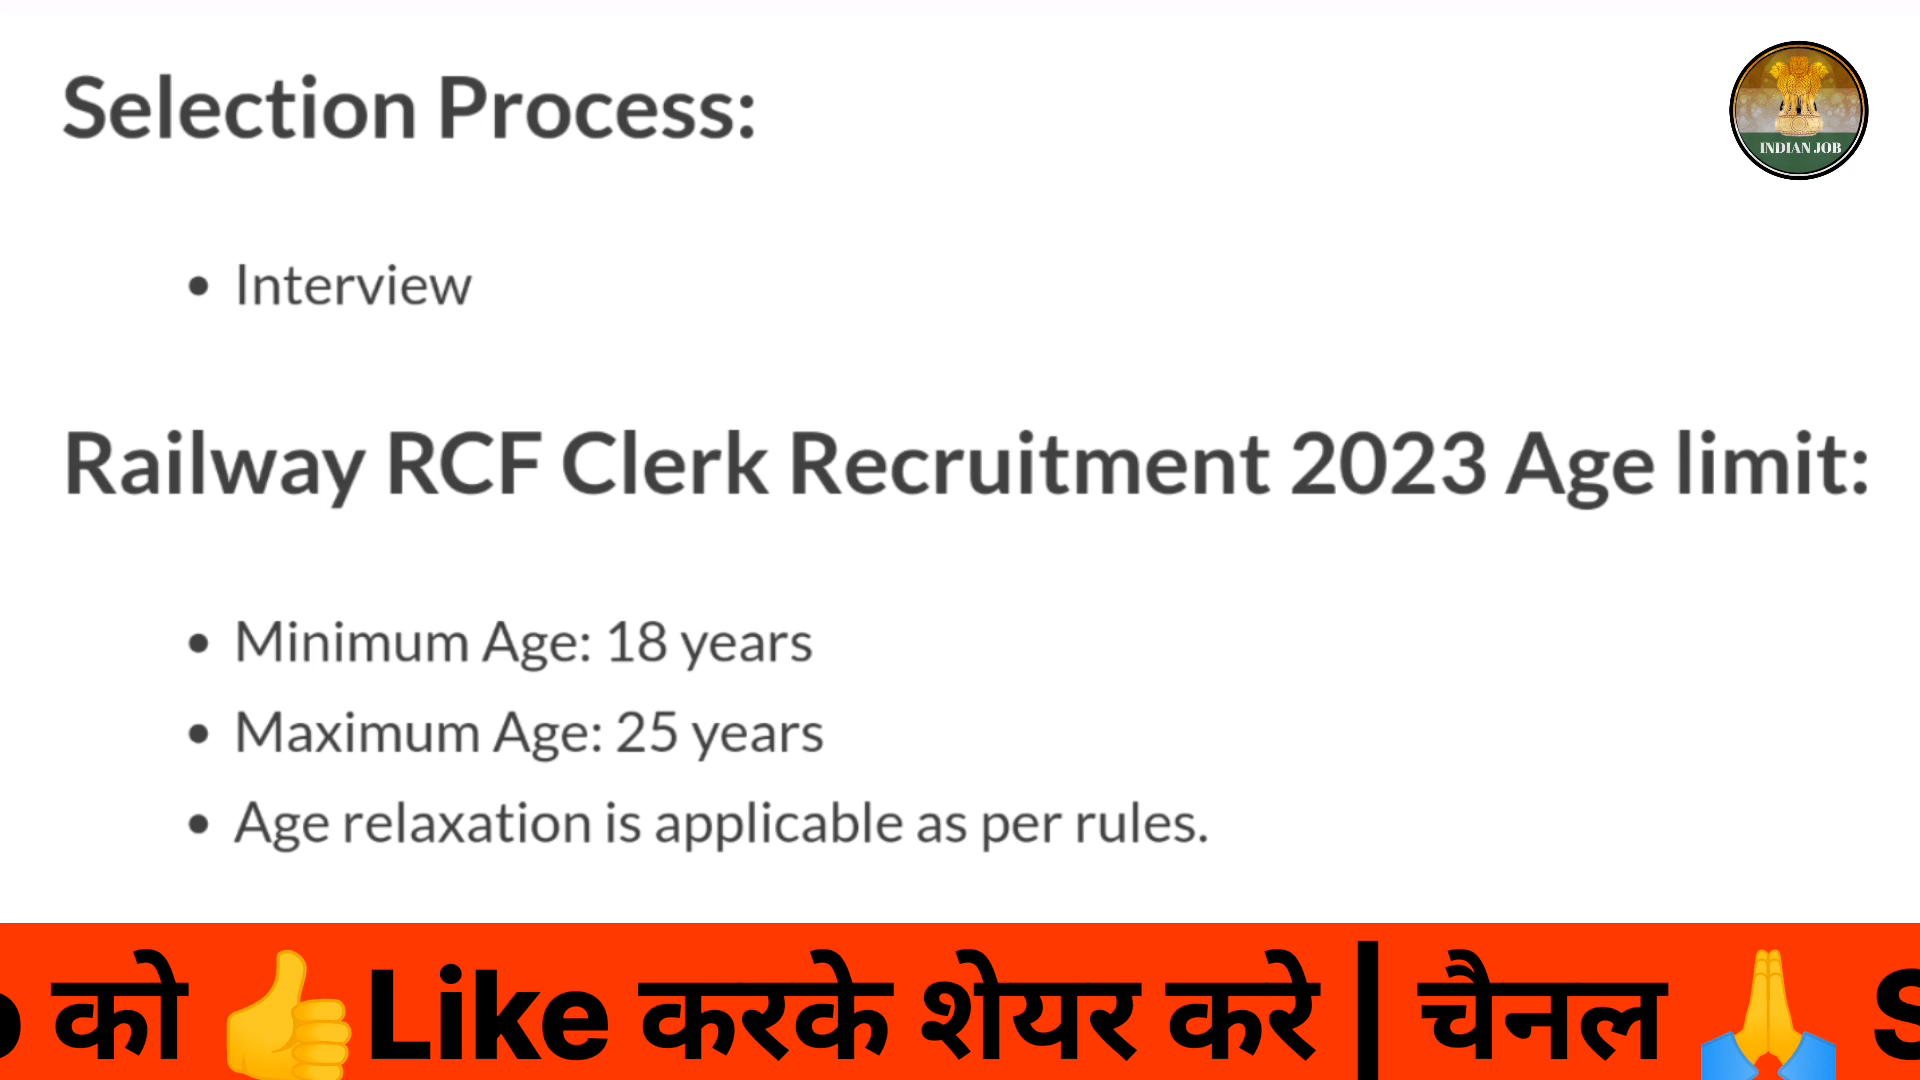 Selection Process:
INDIAN JOB
• Interview
Railway RCF Clerk Recruitment 2023 Age limit:
• Minimum Age: 18 years
• Maximum Age: 25 years
• Age relaxation is applicable as per rules.
को 👍Like करके शेयर करे | चैनल 🙏